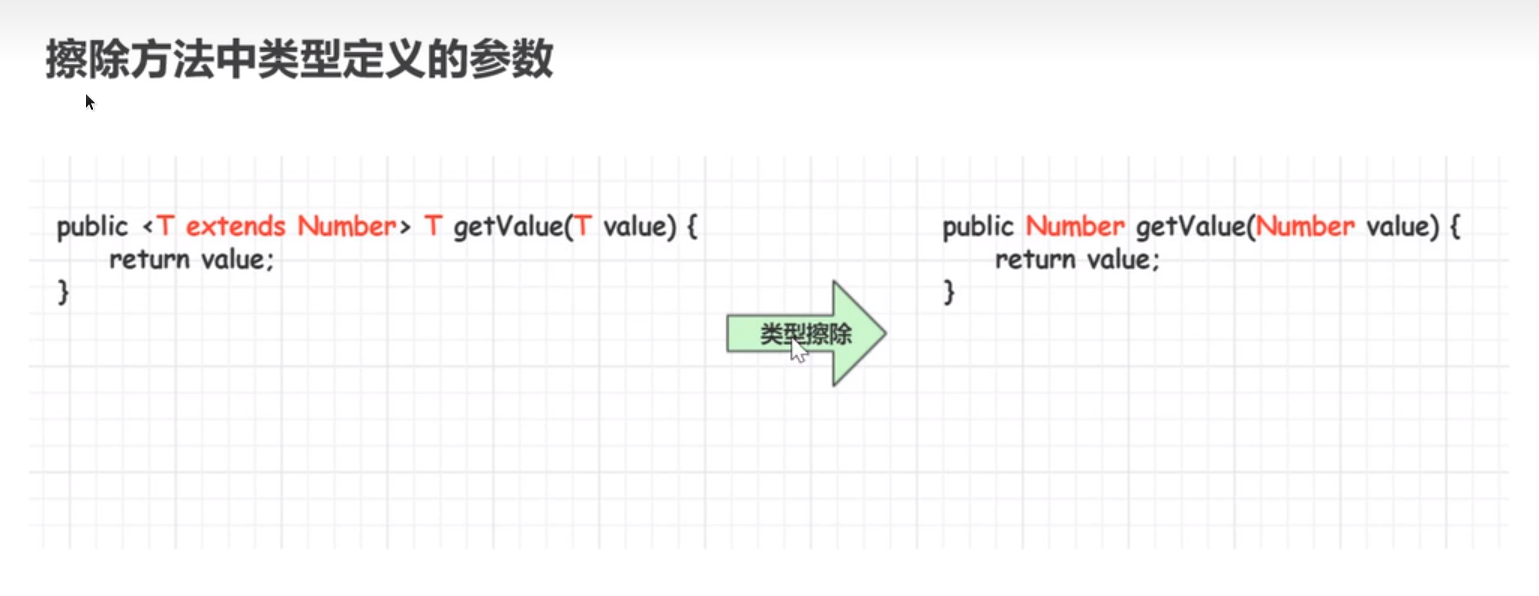 擦除方法中类型定义的参数
public <T extends Number> T getValue(T value) {
return value;
}
类型擦除
public Number getValue(Number value) {
return value;
}